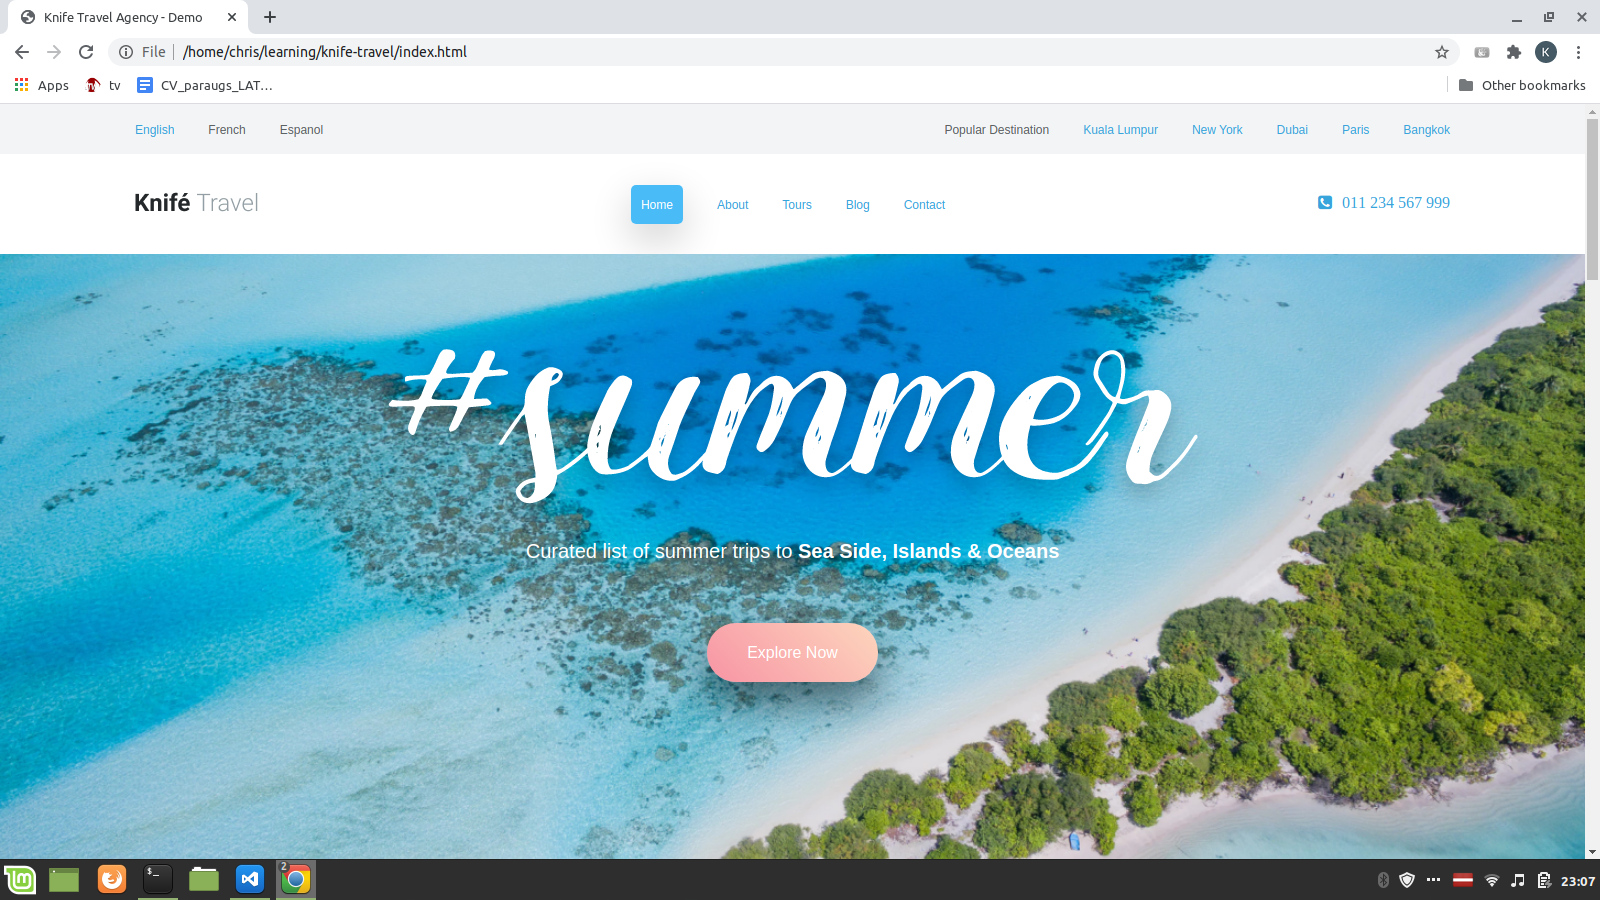 Knife Travel Agency - Demo
File /home/chris/learning/knife-travel/index.html
K
Apps tv CV_paraugs_LAT... Other bookmarks
English French Espanol Popular Destination Kuala Lumpur New York Dubai Paris Bangkok
Knifé Travel Home About Tours Blog Contact 011 234 567 999
#summer
Curated list of summer trips to Sea Side, Islands & Oceans
Explore Now
2
23:07